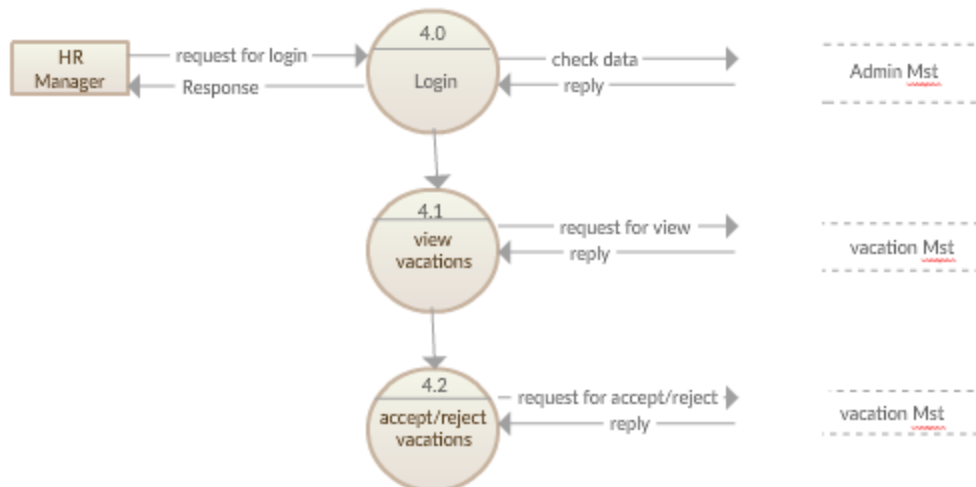 4.0
HR
Manager
request for login
Response
Login
check data
reply
Admin Mst
4.1
view
vacations
request for view
reply
vacation Mst
4.2
accept/reject
vacations
request for accept/reject
reply
vacation Mst